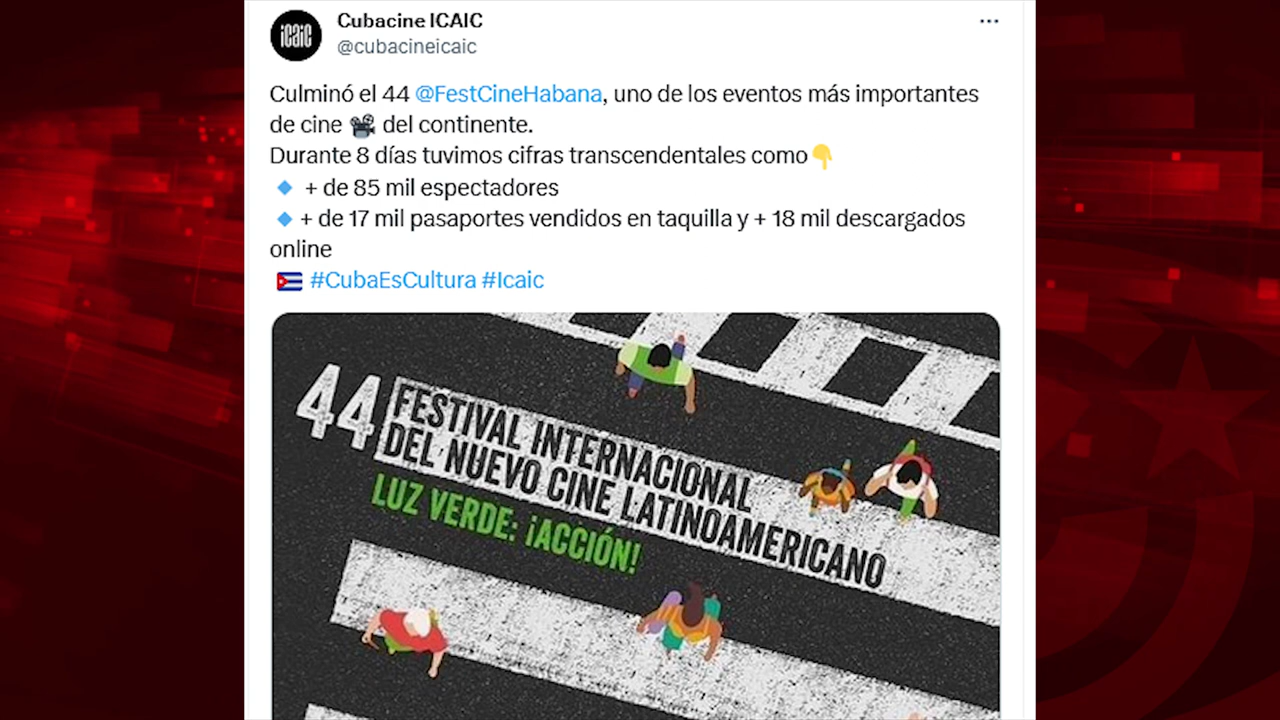 icaic
Cubacine ICAIC
@cubacineicaic
Culminó el 44 @FestCineHabana, uno de los eventos más importantes
de cine 🎥 del continente.
Durante 8 días tuvimos cifras transcendentales como👇
🔹 + de 85 mil espectadores
🔹 + de 17 mil pasaportes vendidos en taquilla y + 18 mil descargados
online
🇨🇺 #CubaEsCultura #Icaic
44 FESTIVAL INTERNACIONAL
DEL NUEVO CINE LATINOAMERICANO
LUZ VERDE: ¡ACCIÓN!